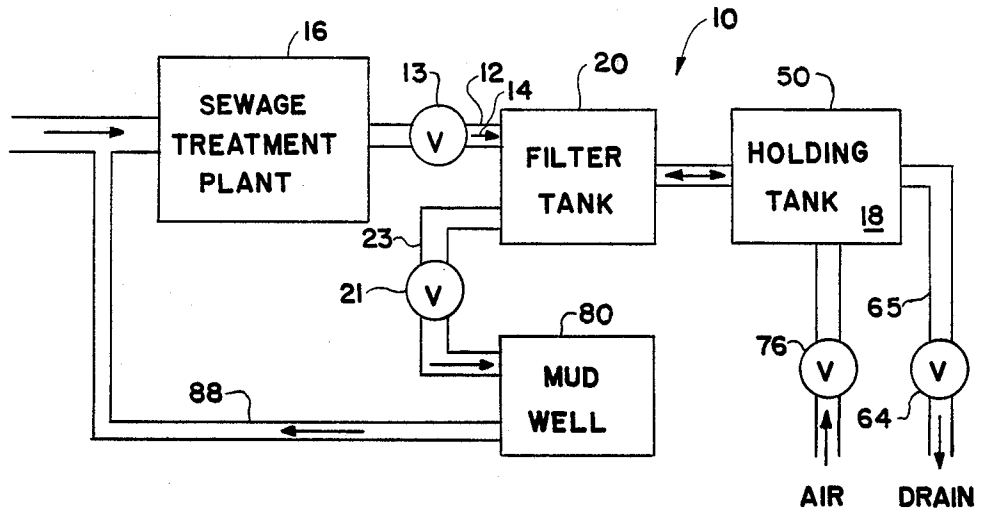 10
16
SEWAGE
TREATMENT
PLANT
13
12
14
V
20
FILTER
TANK
50
HOLDING
TANK
18
23
21
V
80
MUD
WELL
88
65
76
V
V
64
AIR
DRAIN